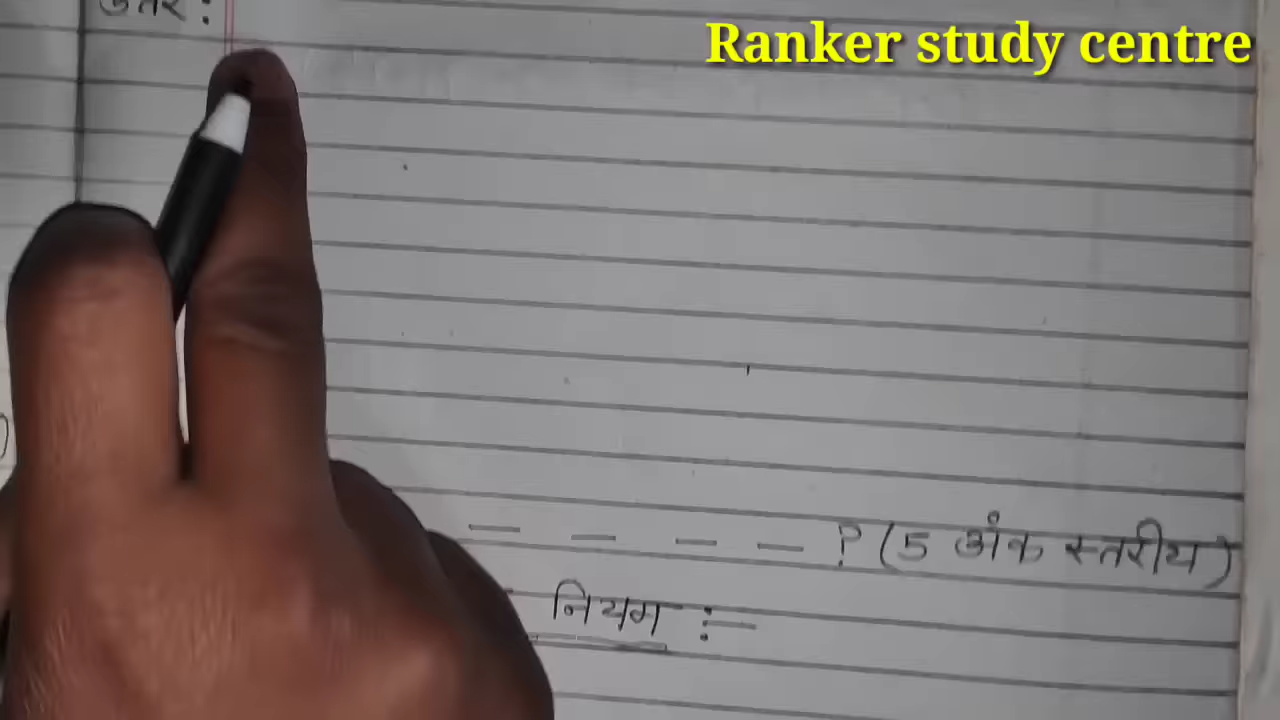 उत्तर :
Ranker study centre
— — — — ? (5 अंक स्तरीय)
नियम :—